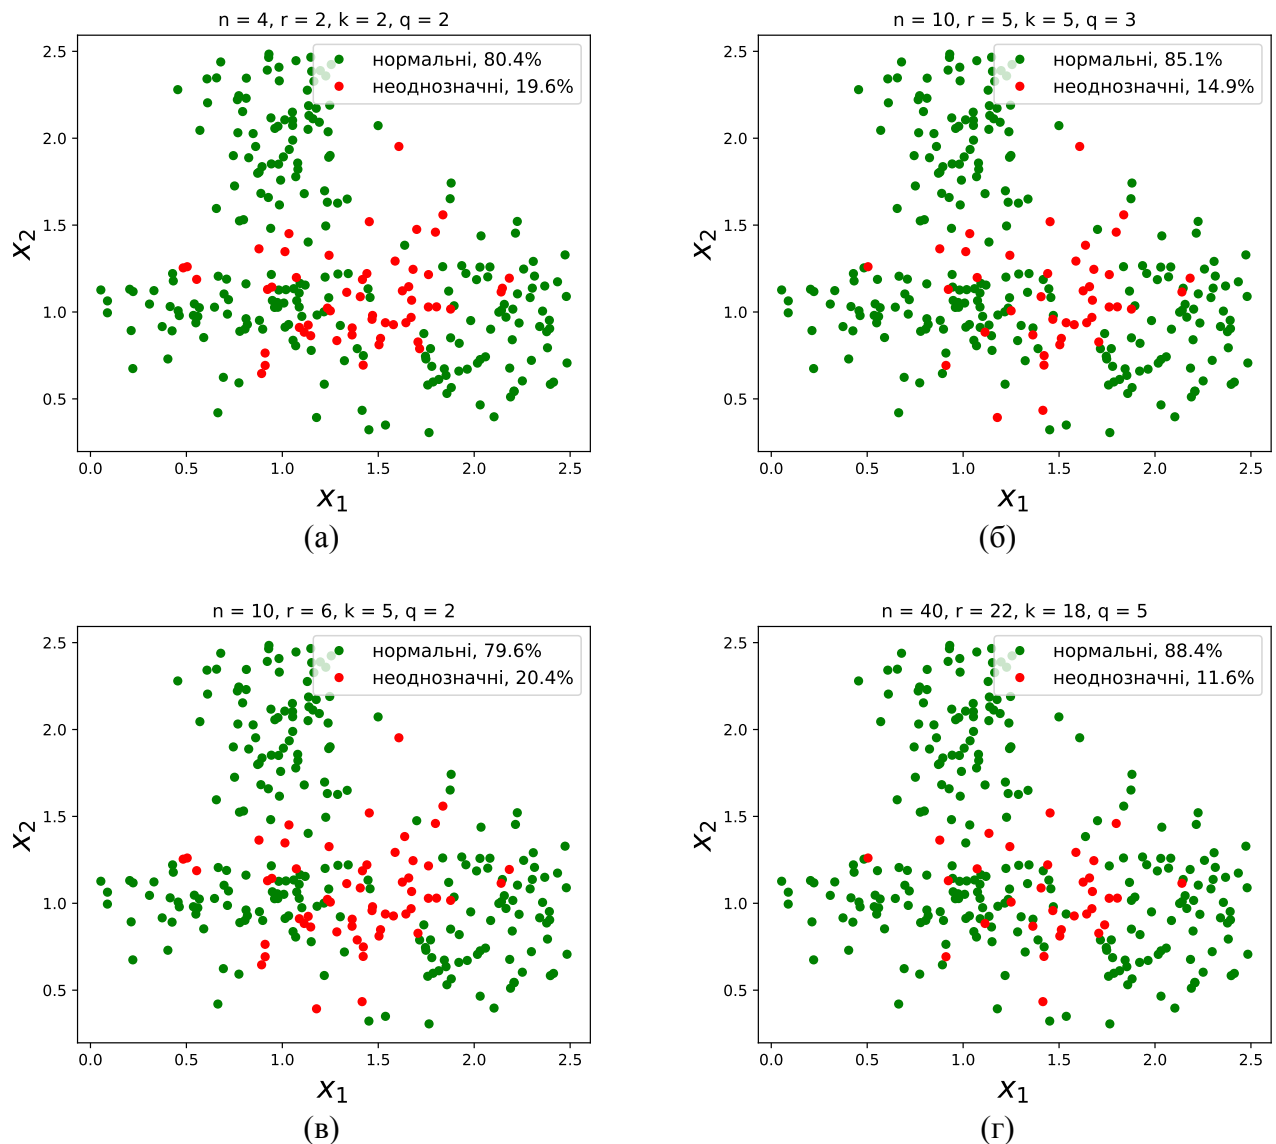 n = 4, r = 2, k = 2, q = 2
2.5
2.0
1.5
1.0
0.5
x₂
нормальні, 80.4%
неоднозначні, 19.6%
0.0 0.5 1.0 1.5 2.0 2.5
x₁
(а)
n = 10, r = 5, k = 5, q = 3
2.5
2.0
1.5
1.0
0.5
x₂
нормальні, 85.1%
неоднозначні, 14.9%
0.0 0.5 1.0 1.5 2.0 2.5
x₁
(б)
n = 10, r = 6, k = 5, q = 2
2.5
2.0
1.5
1.0
0.5
x₂
нормальні, 79.6%
неоднозначні, 20.4%
0.0 0.5 1.0 1.5 2.0 2.5
x₁
(в)
n = 40, r = 22, k = 18, q = 5
2.5
2.0
1.5
1.0
0.5
x₂
нормальні, 88.4%
неоднозначні, 11.6%
0.0 0.5 1.0 1.5 2.0 2.5
x₁
(г)